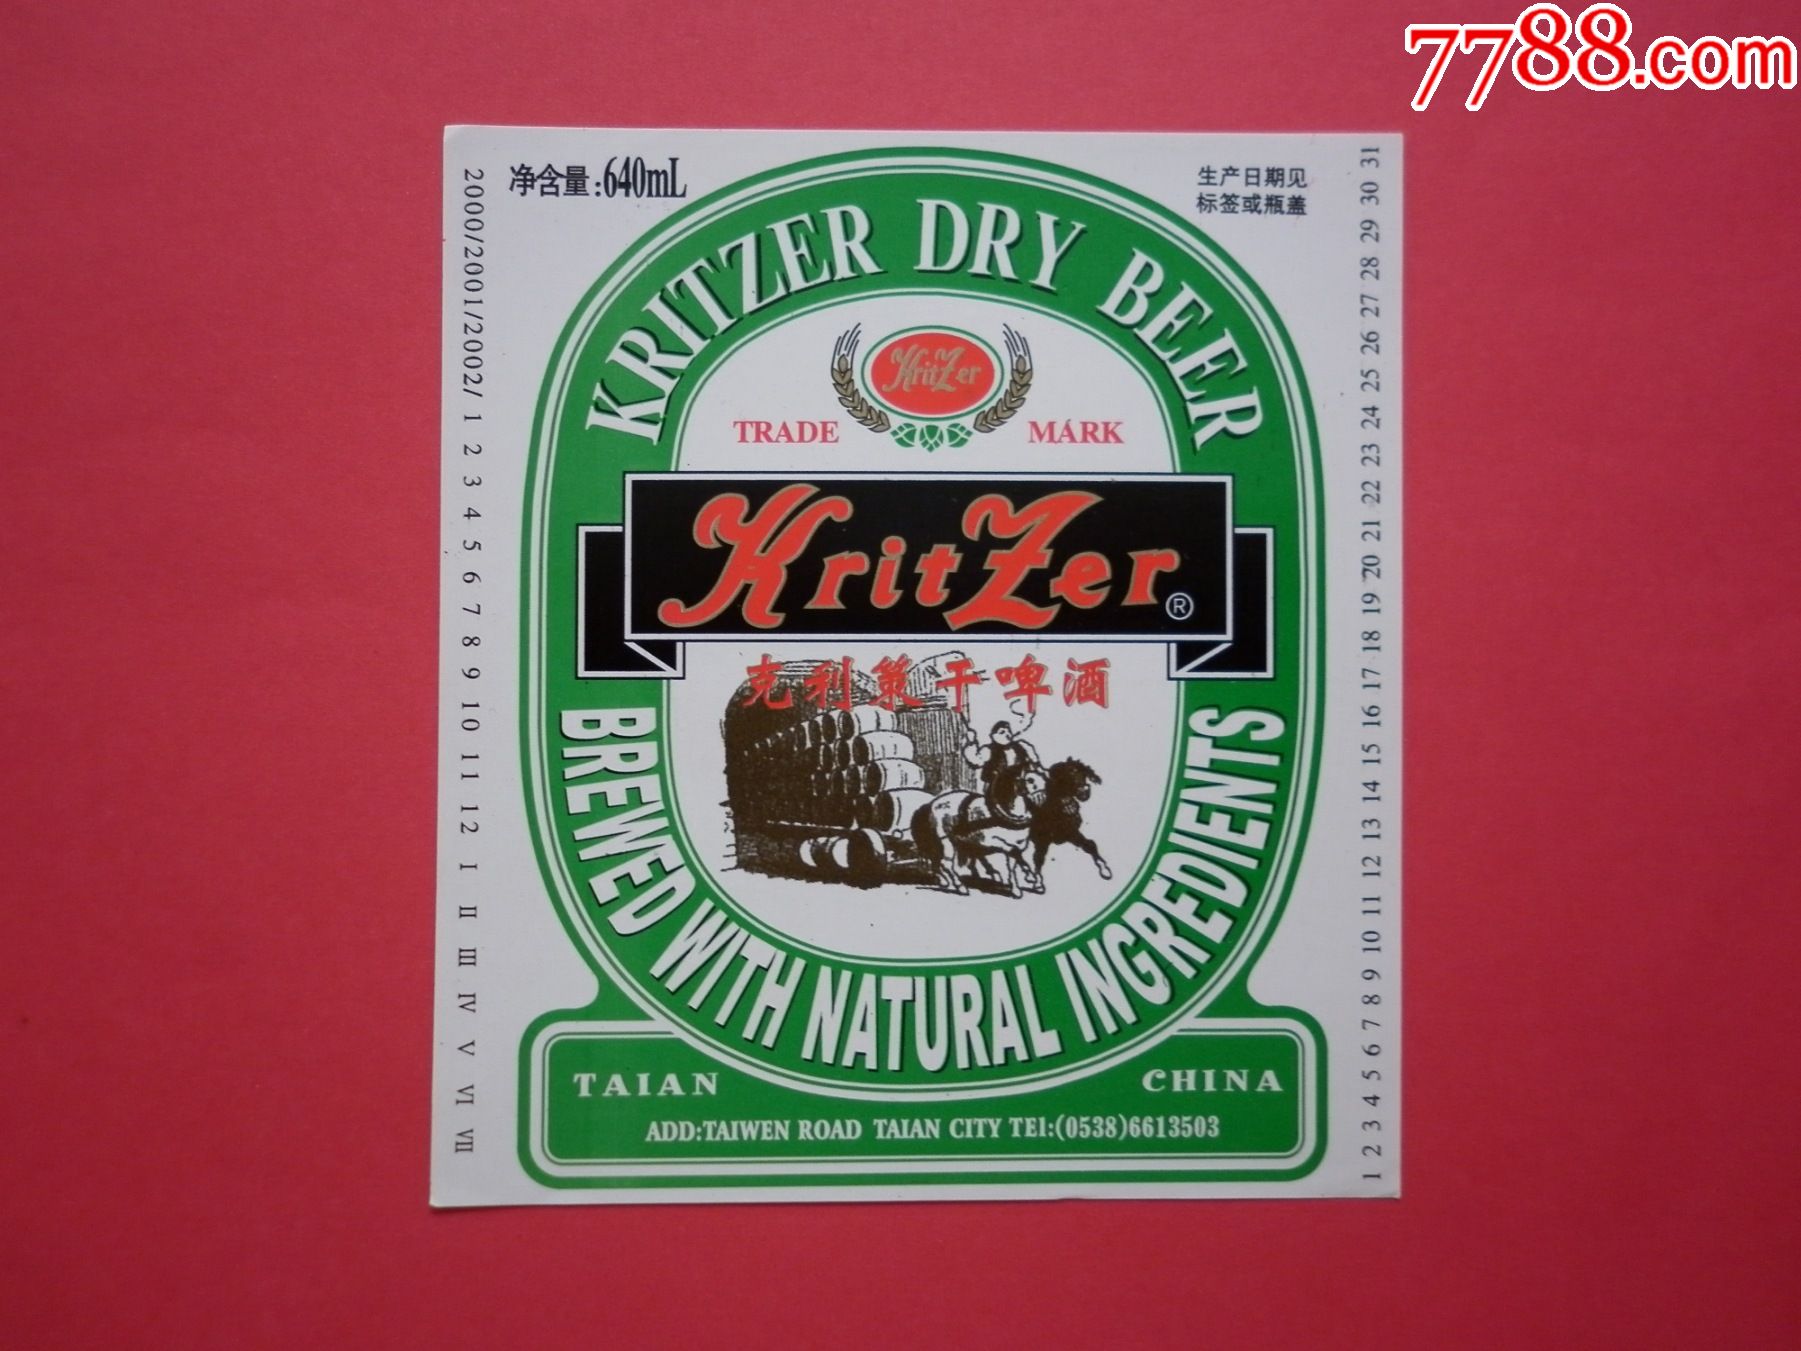 7788.com
净含量:640mL
生产日期见
标签或瓶盖
KRITZER DRY BEER
KritZer
TRADE MARK
KritZer®
克利策干啤酒
BREWED WITH NATURAL INGREDIENTS
TAIAN CHINA
ADD:TAIWEN ROAD TAIAN CITY TEl:(0538)6613503
2000/2001/2002/ 1 2 3 4 5 6 7 8 9 10 11 12 I II III IV V VI VII
1 2 3 4 5 6 7 8 9 10 11 12 13 14 15 16 17 18 19 20 21 22 23 24 25 26 27 28 29 30 31